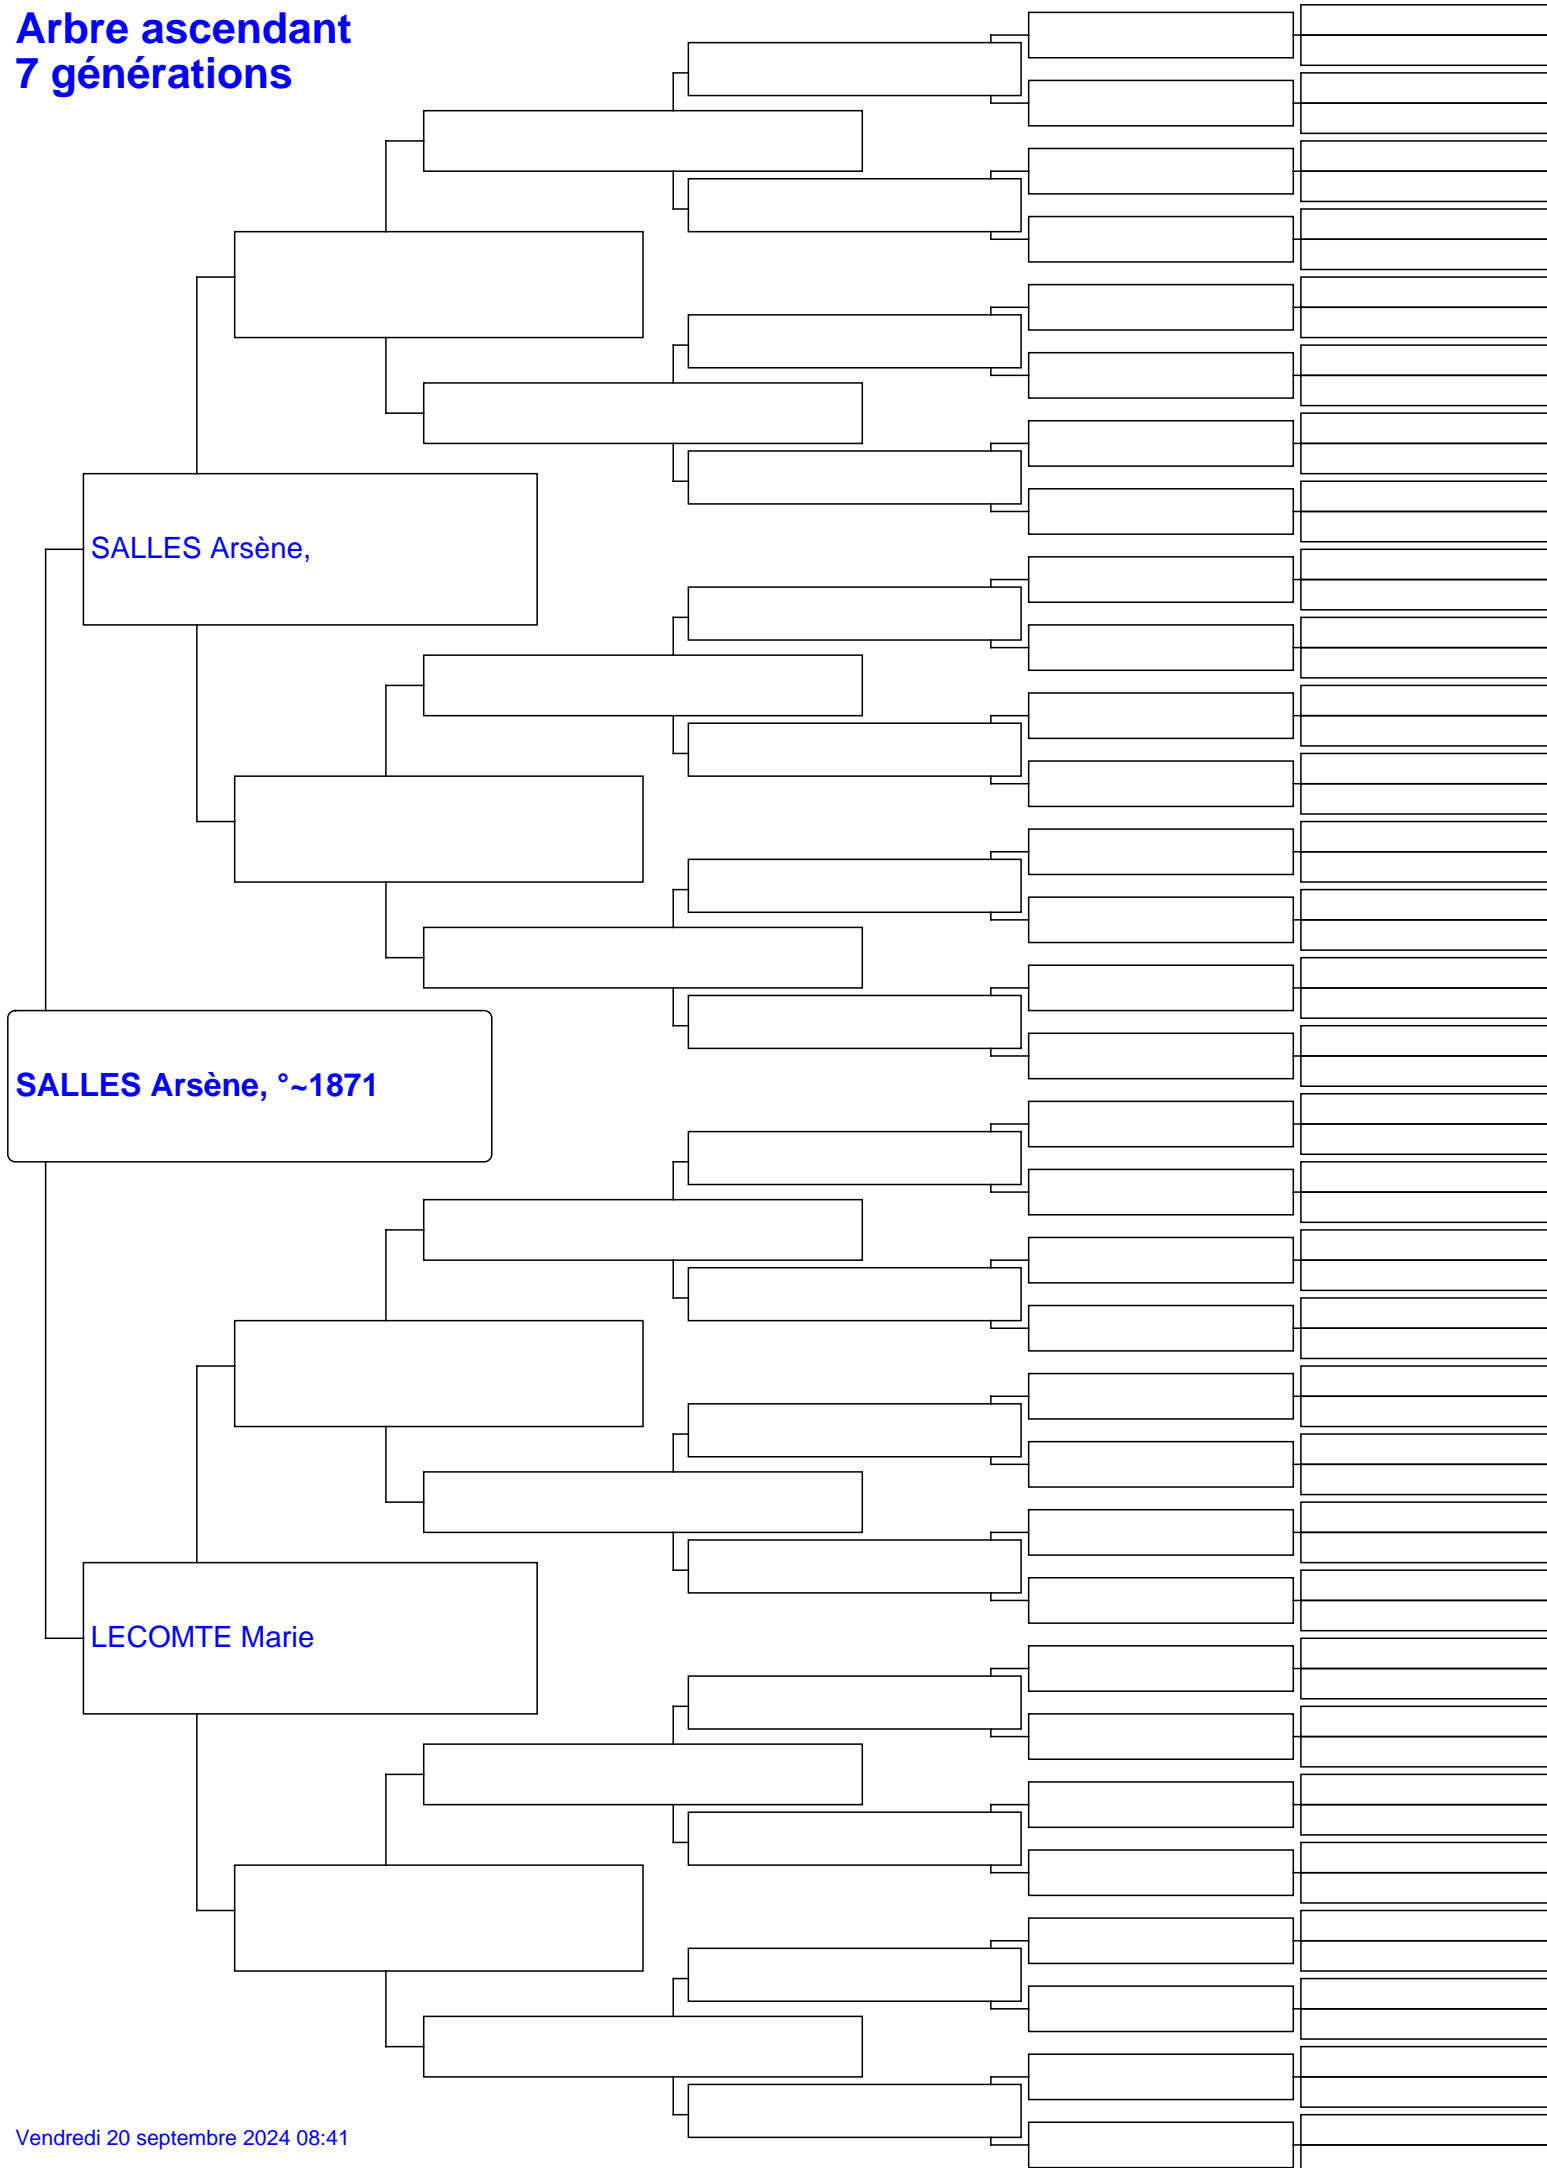 Arbre ascendant
7 générations
SALLES Arsène,
SALLES Arsène, °~1871
LECOMTE Marie
Vendredi 20 septembre 2024 08:41